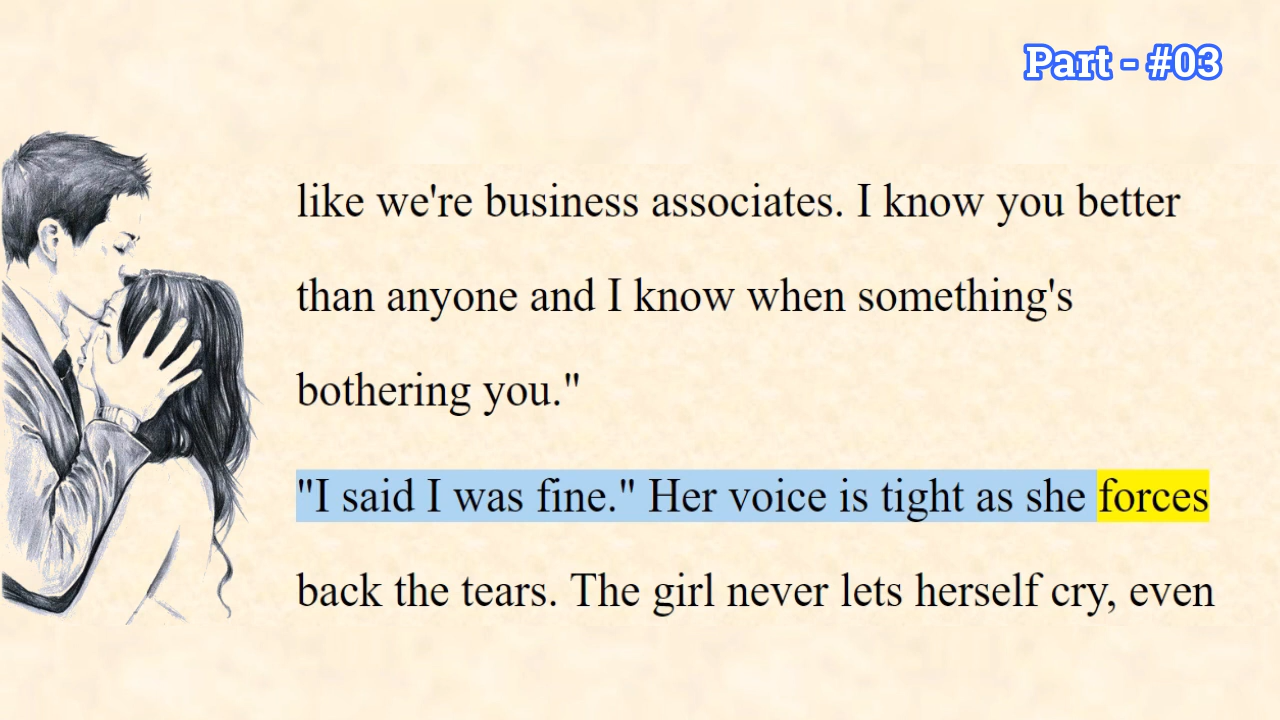 Part - #03
like we're business associates. I know you better
than anyone and I know when something's
bothering you."
"I said I was fine." Her voice is tight as she forces
back the tears. The girl never lets herself cry, even